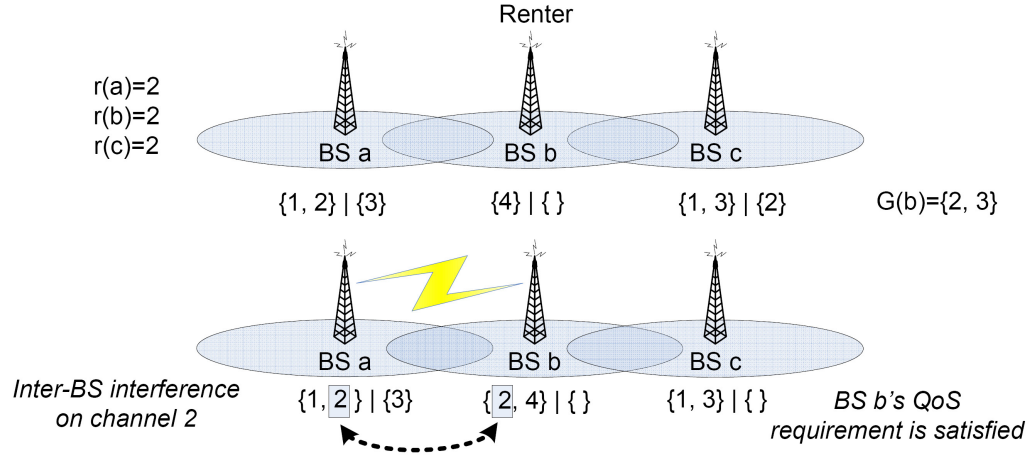 Renter
r(a)=2
r(b)=2
r(c)=2
BS a
BS b
BS c
{1, 2} | {3}
{4} | { }
{1, 3} | {2}
G(b)={2, 3}
BS a
BS b
BS c
Inter-BS interference
on channel 2
{1, 2 } | {3}
{ 2, 4} | { }
{1, 3} | { }
BS b's QoS
requirement is satisfied